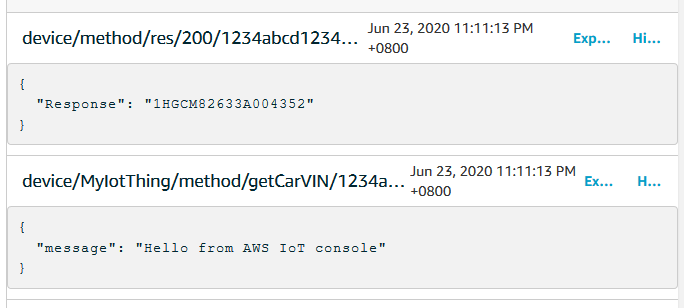 device/method/res/200/1234abcd1234...
Jun 23, 2020 11:11:13 PM
+0800
Exp...
Hi...
{
"Response": "1HGCM82633A004352"
}
device/MyIotThing/method/getCarVIN/1234a...
Jun 23, 2020 11:11:13 PM
+0800
Ex...
H...
{
"message": "Hello from AWS IoT console"
}